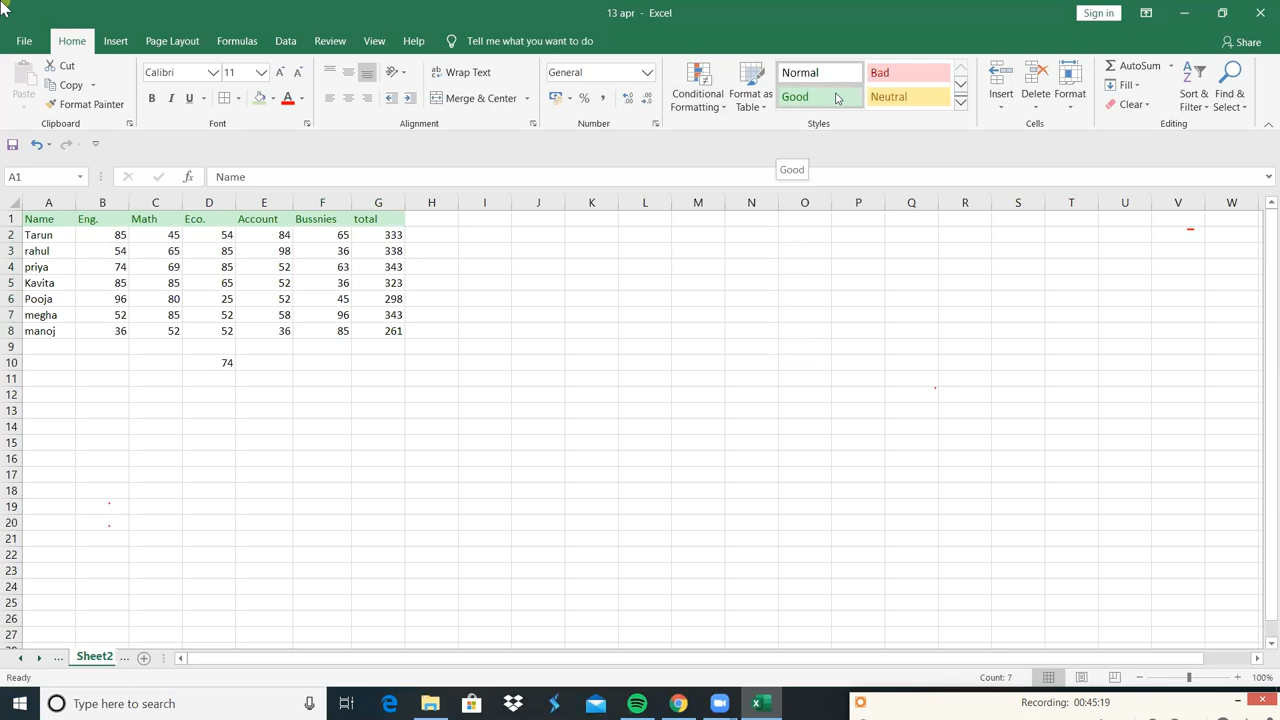 13 apr - Excel
Sign in
File Home Insert Page Layout Formulas Data Review View Help Tell me what you want to do Share
Paste Cut Copy Format Painter
Clipboard
Calibri 11
B I U A
Font
Wrap Text
Merge & Center
Alignment
General
%
Number
Conditional Formatting
Format as Table
Normal Bad
Good Neutral
Styles
Insert Delete Format
Cells
AutoSum
Fill
Clear
Sort & Filter
Find & Select
Editing
A1 fx Name
Good
A B C D E F G H I J K L M N O P Q R S T U V W
1 Name Eng. Math Eco. Account Bussnies total
2 Tarun 85 45 54 84 65 333
3 rahul 54 65 85 98 36 338
4 priya 74 69 85 52 63 343
5 Kavita 85 85 65 52 36 323
6 Pooja 96 80 25 52 45 298
7 megha 52 85 52 58 96 343
8 manoj 36 52 52 36 85 261
9
10 74
11
12
13
14
15
16
17
18
19
20
21
22
23
24
25
26
27
... Sheet2 ...
Ready Count: 7 100%
Type here to search
Recording: 00:45:19